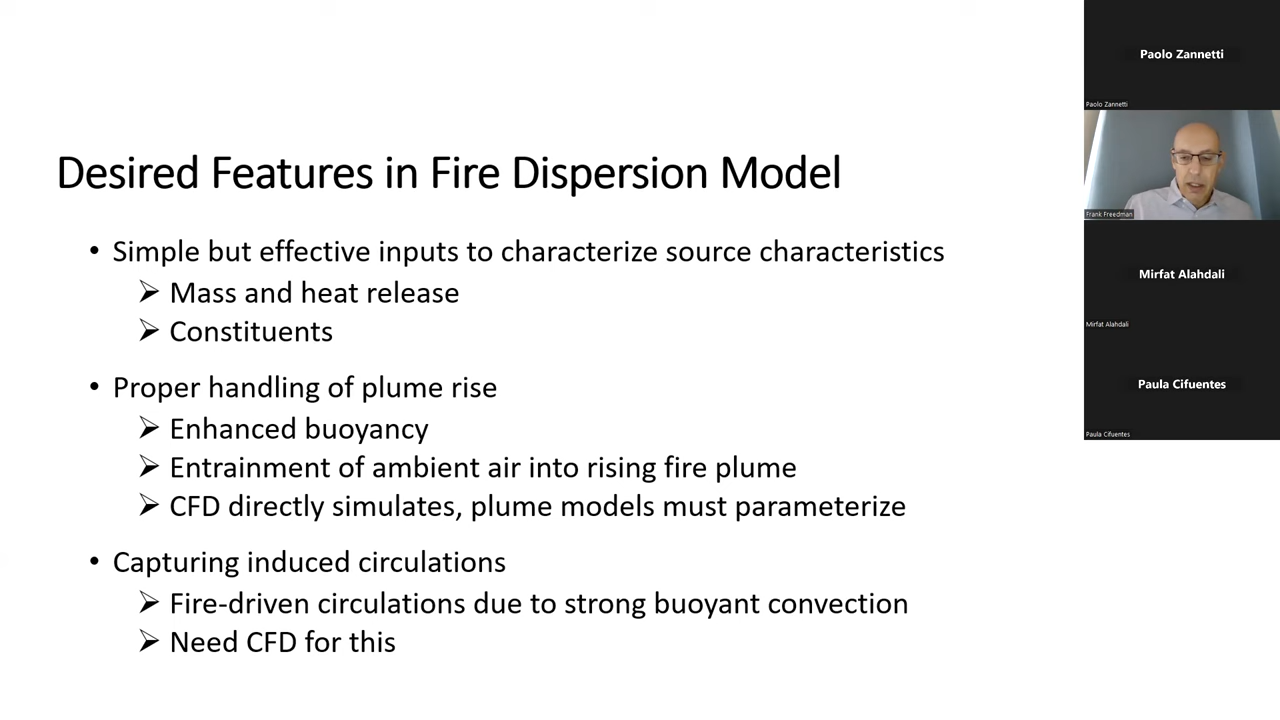 Desired Features in Fire Dispersion Model
• Simple but effective inputs to characterize source characteristics
➢ Mass and heat release
➢ Constituents
• Proper handling of plume rise
➢ Enhanced buoyancy
➢ Entrainment of ambient air into rising fire plume
➢ CFD directly simulates, plume models must parameterize
• Capturing induced circulations
➢ Fire-driven circulations due to strong buoyant convection
➢ Need CFD for this
Paolo Zannetti
Paolo Zannetti
Frank Freedman
Mirfat Alahdali
Mirfat Alahdali
Paula Cifuentes
Paula Cifuentes